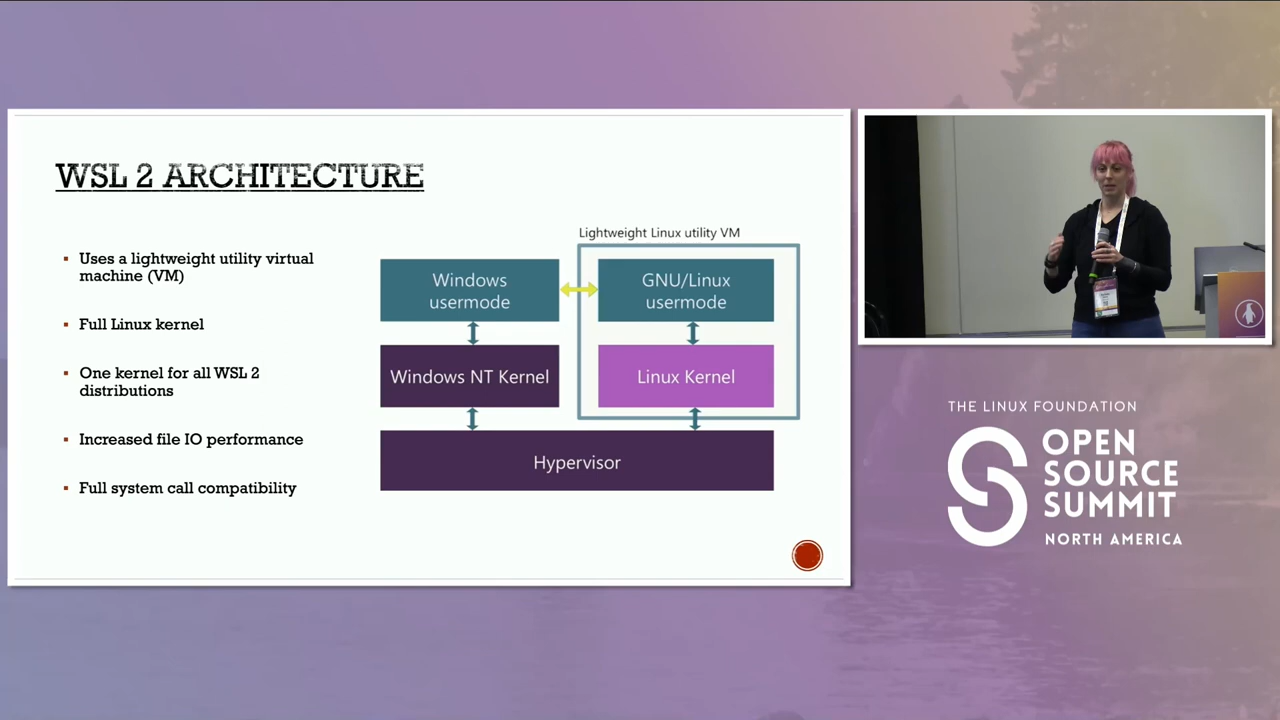 WSL 2 ARCHITECTURE
Uses a lightweight utility virtual
machine (VM)
Full Linux kernel
One kernel for all WSL 2
distributions
Increased file IO performance
Full system call compatibility
Lightweight Linux utility VM
Windows
usermode
GNU/Linux
usermode
Windows NT Kernel
Linux Kernel
Hypervisor
THE LINUX FOUNDATION
OPEN
SOURCE
SUMMIT
NORTH AMERICA